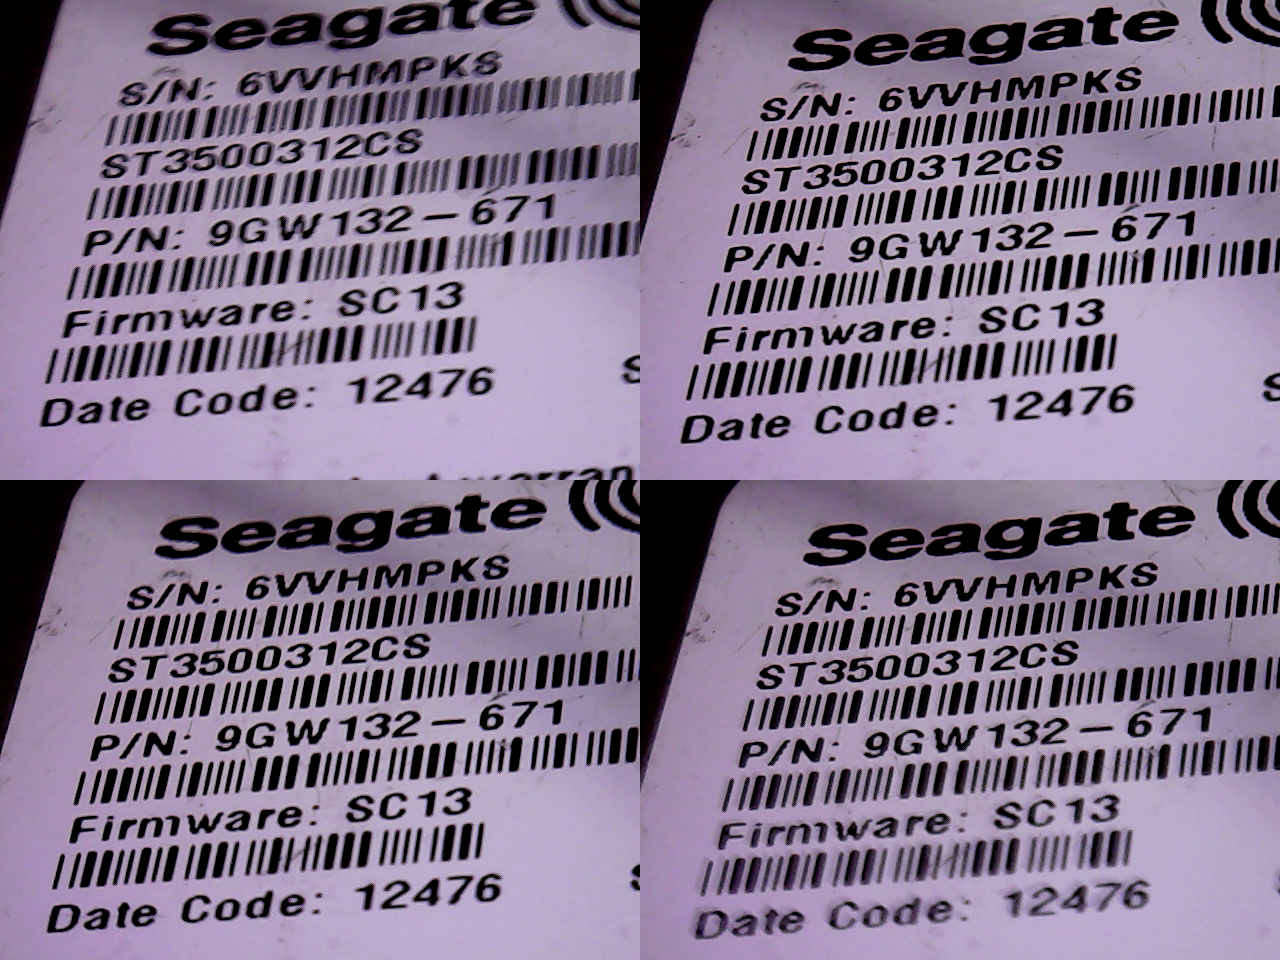 Seagate
S/N: 6VVHMPKS
ST3500312CS
P/N: 9GW132-671
Firmware: SC13
Date Code: 12476
Seagate
S/N: 6VVHMPKS
ST3500312CS
P/N: 9GW132-671
Firmware: SC13
Date Code: 12476
Seagate
S/N: 6VVHMPKS
ST3500312CS
P/N: 9GW132-671
Firmware: SC13
Date Code: 12476
Seagate
S/N: 6VVHMPKS
ST3500312CS
P/N: 9GW132-671
Firmware: SC13
Date Code: 12476